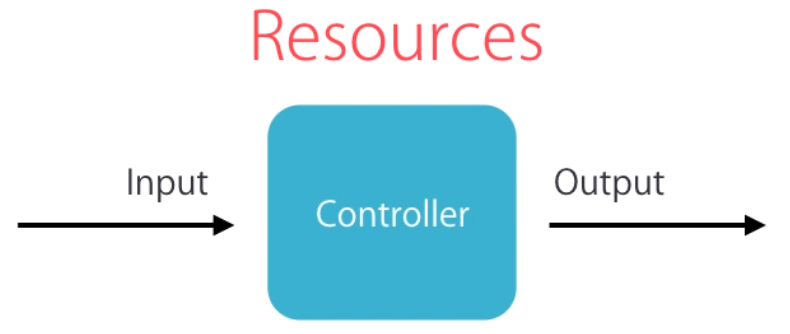 Resources
Input
Controller
Output